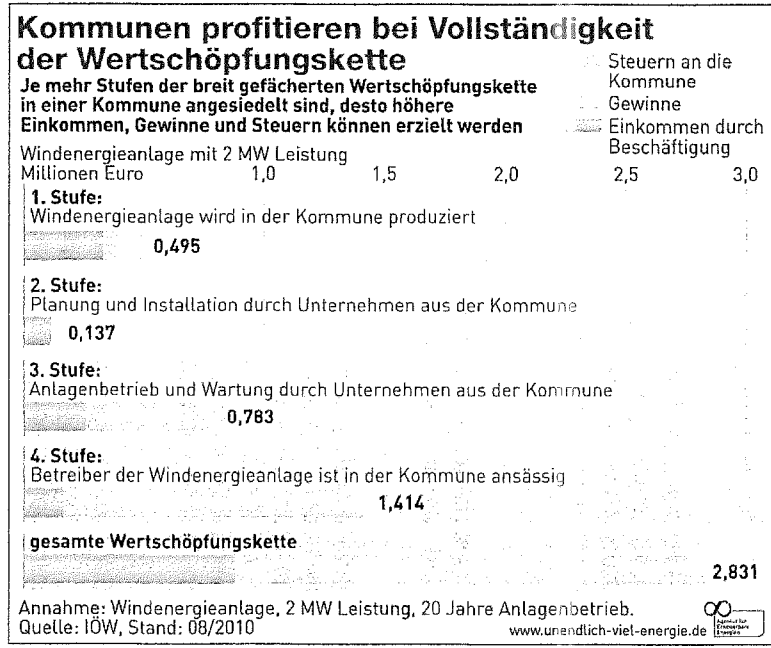 Kommunen profitieren bei Vollständigkeit
der Wertschöpfungskette
Je mehr Stufen der breit gefächerten Wertschöpfungskette
in einer Kommune angesiedelt sind, desto höhere
Einkommen, Gewinne und Steuern können erzielt werden
Steuern an die
Kommune
Gewinne
Einkommen durch
Beschäftigung
Windenergieanlage mit 2 MW Leistung
Millionen Euro 1,0 1,5 2,0 2,5 3,0
1. Stufe:
Windenergieanlage wird in der Kommune produziert
0,495
2. Stufe:
Planung und Installation durch Unternehmen aus der Kommune
0,137
3. Stufe:
Anlagenbetrieb und Wartung durch Unternehmen aus der Kommune
0,783
4. Stufe:
Betreiber der Windenergieanlage ist in der Kommune ansässig
1,414
gesamte Wertschöpfungskette
2,831
Annahme: Windenergieanlage, 2 MW Leistung, 20 Jahre Anlagenbetrieb.
Quelle: IÖW, Stand: 08/2010
www.unendlich-viel-energie.de
Agentur für
Erneuerbare
Energien